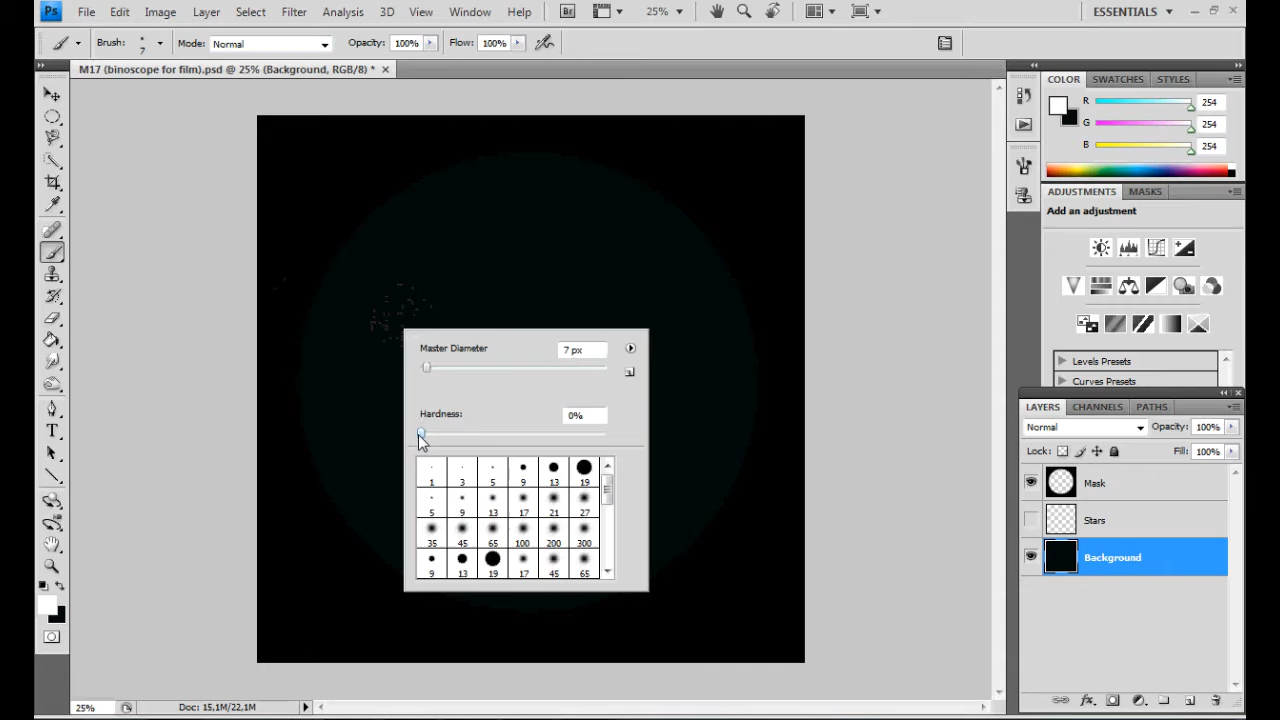 Ps File Edit Image Layer Select Filter Analysis 3D View Window Help Br 25% ESSENTIALS
Brush: 7 Mode: Normal Opacity: 100% Flow: 100%
M17 (binoscope for film).psd @ 25% (Background, RGB/8) *
COLOR SWATCHES STYLES
R 254
G 254
B 254
ADJUSTMENTS MASKS
Add an adjustment
Levels Presets
Curves Presets
Master Diameter 7 px
Hardness: 0%
1 3 5 9 13 19
5 9 13 17 21 27
35 45 65 100 200 300
9 13 19 17 45 65
LAYERS CHANNELS PATHS
Normal Opacity: 100%
Lock: Fill: 100%
Mask
Stars
Background
25% Doc: 15,1M/22,1M